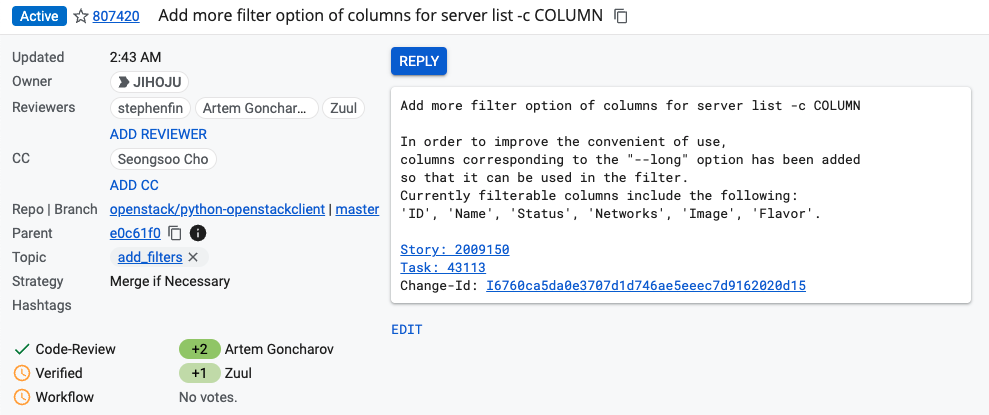 Active 807420 Add more filter option of columns for server list -c COLUMN
Updated 2:43 AM
Owner JIHOJU
Reviewers stephenfin Artem Gonchar... Zuul
ADD REVIEWER
CC Seongsoo Cho
ADD CC
Repo | Branch openstack/python-openstackclient | master
Parent e0c61f0
Topic add_filters
Strategy Merge if Necessary
Hashtags
Code-Review +2 Artem Goncharov
Verified +1 Zuul
Workflow No votes.
REPLY
Add more filter option of columns for server list -c COLUMN
In order to improve the convenient of use,
columns corresponding to the "--long" option has been added
so that it can be used in the filter.
Currently filterable columns include the following:
'ID', 'Name', 'Status', 'Networks', 'Image', 'Flavor'.
Story: 2009150
Task: 43113
Change-Id: I6760ca5da0e3707d1d746ae5eeec7d9162020d15
EDIT